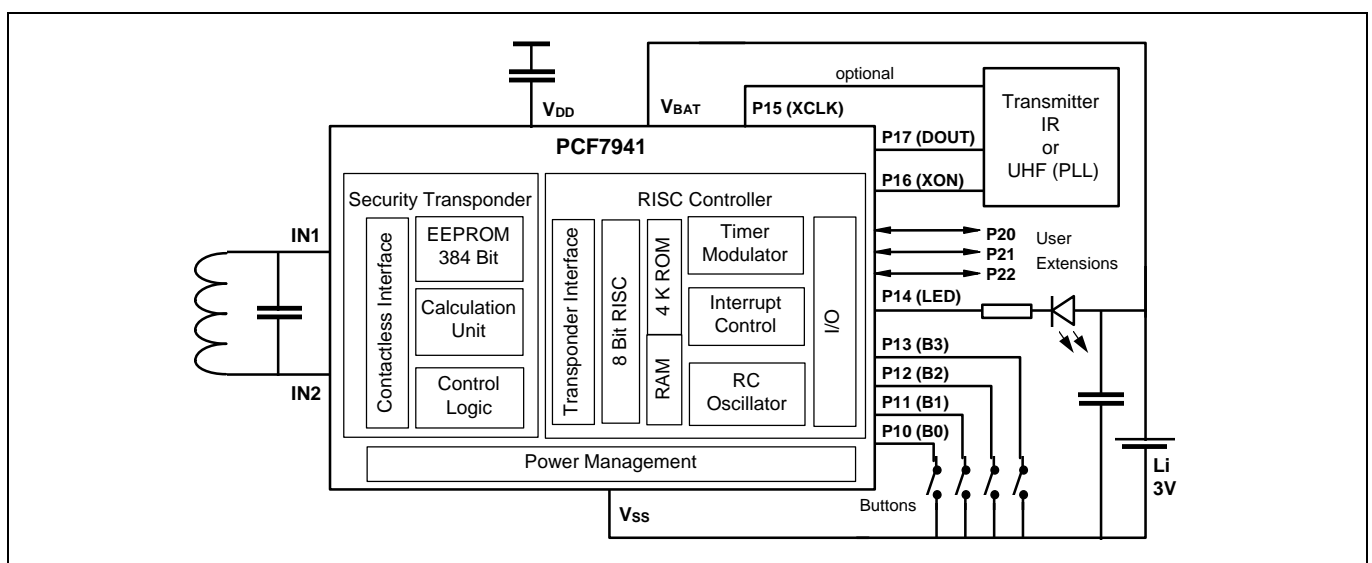 optional
VDD
VBAT
P15 (XCLK)
Transmitter
IR
or
UHF (PLL)
PCF7941
P17 (DOUT)
P16 (XON)
Security Transponder
RISC Controller
IN1
IN2
Contactless Interface
EEPROM
384 Bit
Calculation
Unit
Control
Logic
Transponder Interface
8 Bit RISC
4 K ROM
RAM
Timer
Modulator
Interrupt
Control
RC
Oscillator
I/O
P20
P21
P22
User
Extensions
P14 (LED)
P13 (B3)
P12 (B2)
P11 (B1)
P10 (B0)
Power Management
Buttons
Li
3V
VSS